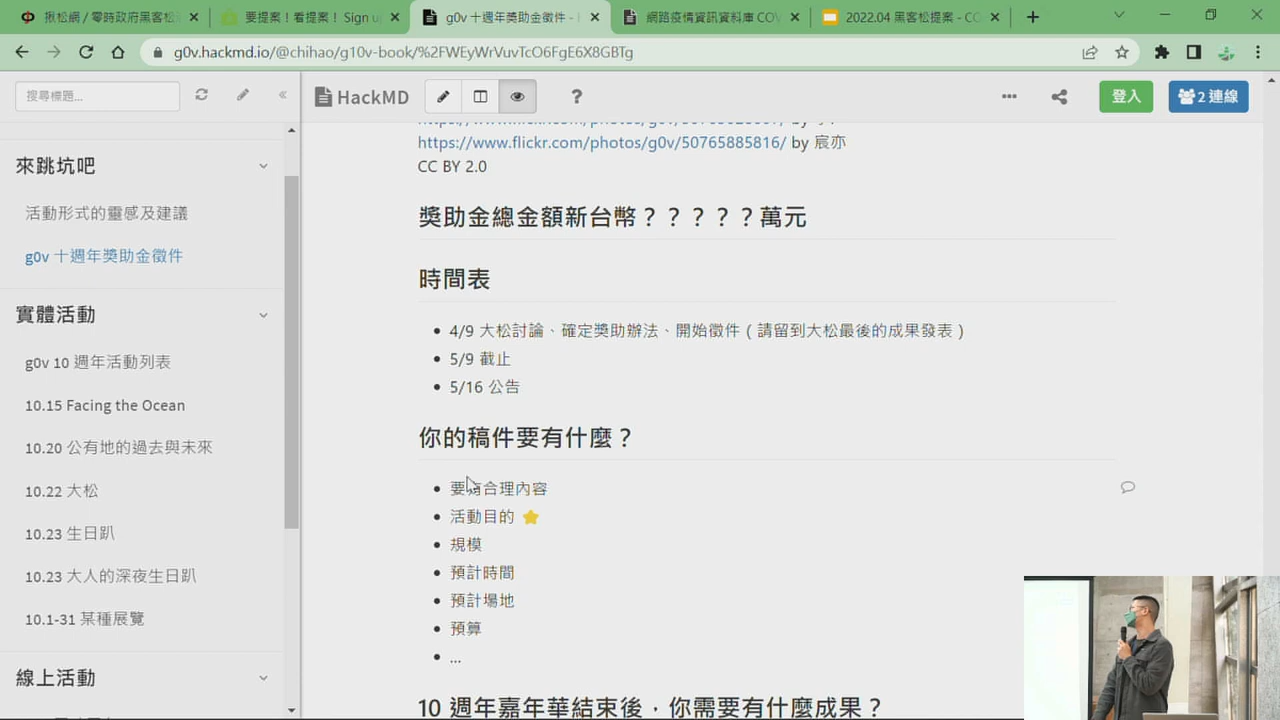 揪松網 / 零時政府黑客松
要提案！看提案！ Sign u
g0v 十週年獎助金徵件 -
網路疫情資訊資料庫 COV
2022.04 黑客松提案 - CO
g0v.hackmd.io/@chihao/g10v-book/%2FWEyWrVuvTcO6FgE6X8GBTg
搜尋標題...
HackMD
?
登入
2 連線
來跳坑吧
活動形式的靈感及建議
g0v 十週年獎助金徵件
實體活動
g0v 10 週年活動列表
10.15 Facing the Ocean
10.20 公有地的過去與未來
10.22 大松
10.23 生日趴
10.23 大人的深夜生日趴
10.1-31 某種展覽
線上活動
https://www.flickr.com/photos/g0v/50765885816/ by 宸亦
CC BY 2.0
獎助金總金額新台幣？？？？？萬元
時間表
4/9 大松討論、確定獎助辦法、開始徵件（請留到大松最後的成果發表）
5/9 截止
5/16 公告
你的稿件要有什麼？
要有合理內容
活動目的
規模
預計時間
預計場地
預算
...
10 週年嘉年華結束後，你需要有什麼成果？